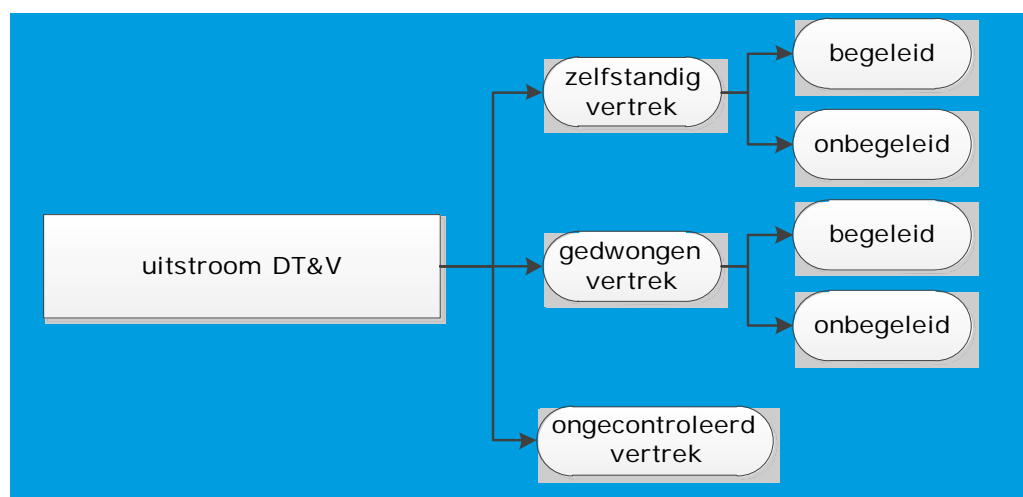 begeleid
zelfstandig
vertrek
onbegeleid
begeleid
uitstroom DT&V
gedwongen
vertrek
onbegeleid
ongecontroleerd
vertrek